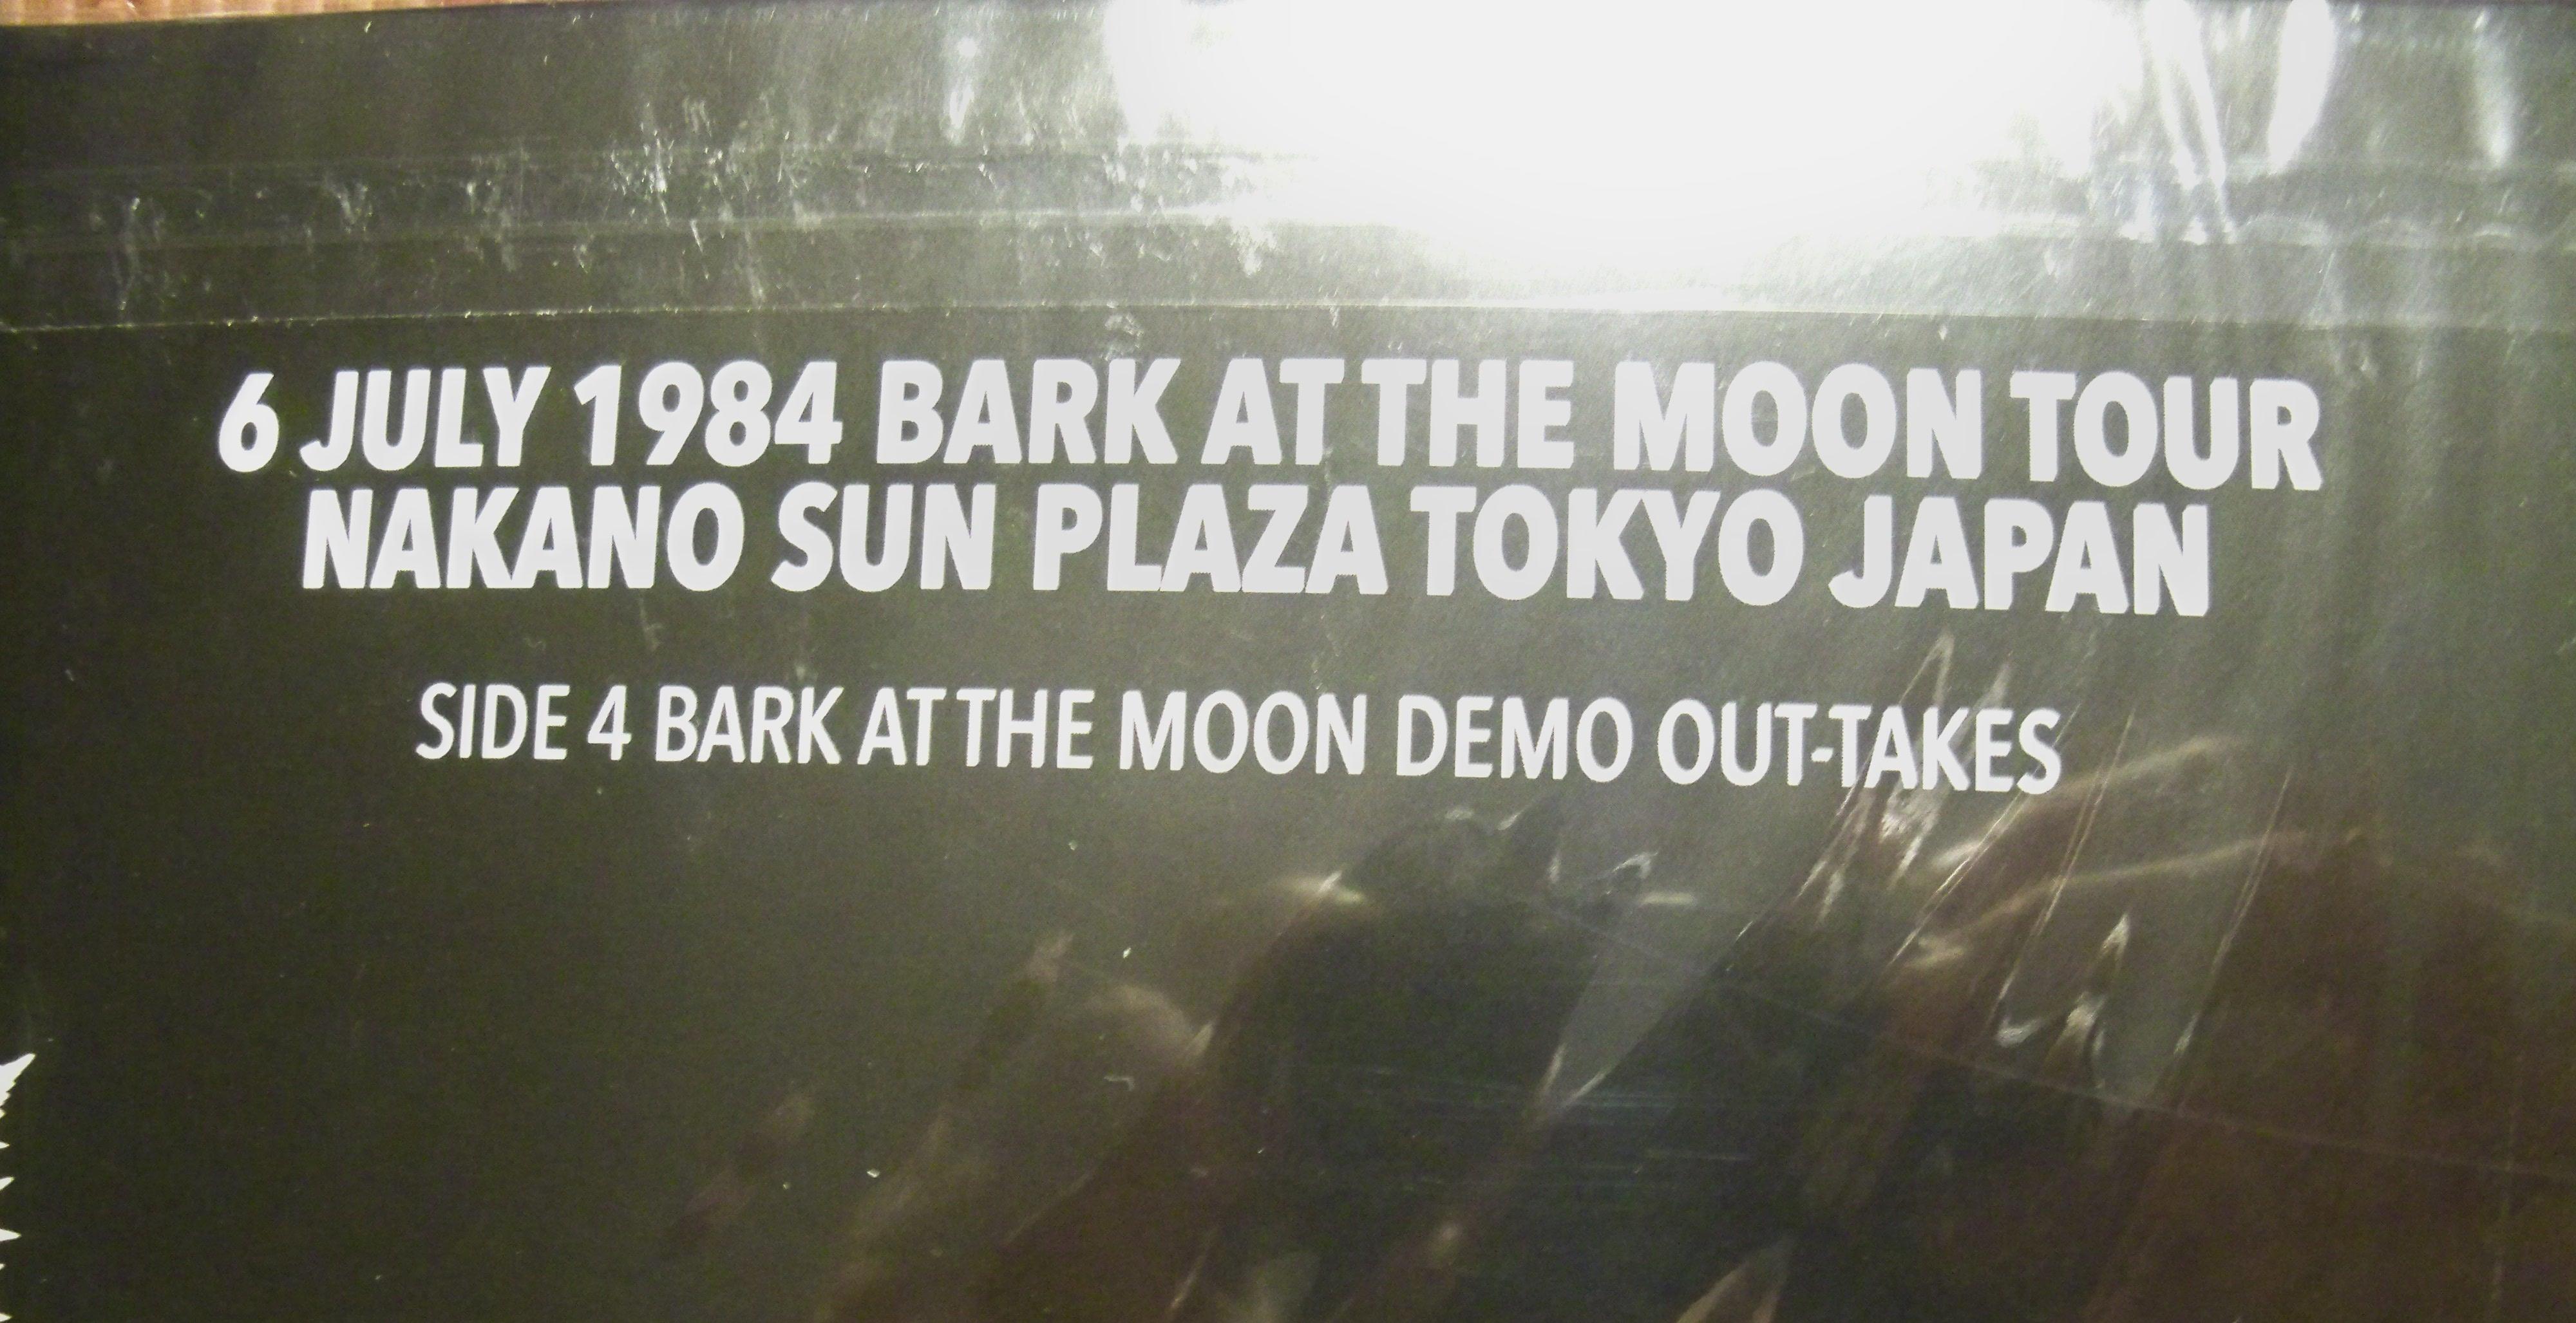 6 JULY 1984 BARK AT THE MOON TOUR
NAKANO SUN PLAZA TOKYO JAPAN
SIDE 4 BARK AT THE MOON DEMO OUT-TAKES